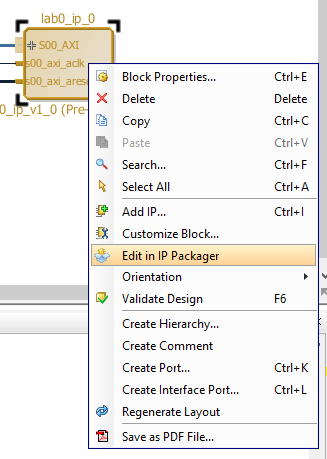 lab0_ip_0
S00_AXI
s00_axi_aclk
s00_axi_arese
0_ip_v1_0 (Pre-
Block Properties... Ctrl+E
Delete Delete
Copy Ctrl+C
Paste Ctrl+V
Search... Ctrl+F
Select All Ctrl+A
Add IP... Ctrl+I
Customize Block...
Edit in IP Packager
Orientation
Validate Design F6
Create Hierarchy...
Create Comment
Create Port... Ctrl+K
Create Interface Port... Ctrl+L
Regenerate Layout
Save as PDF File...